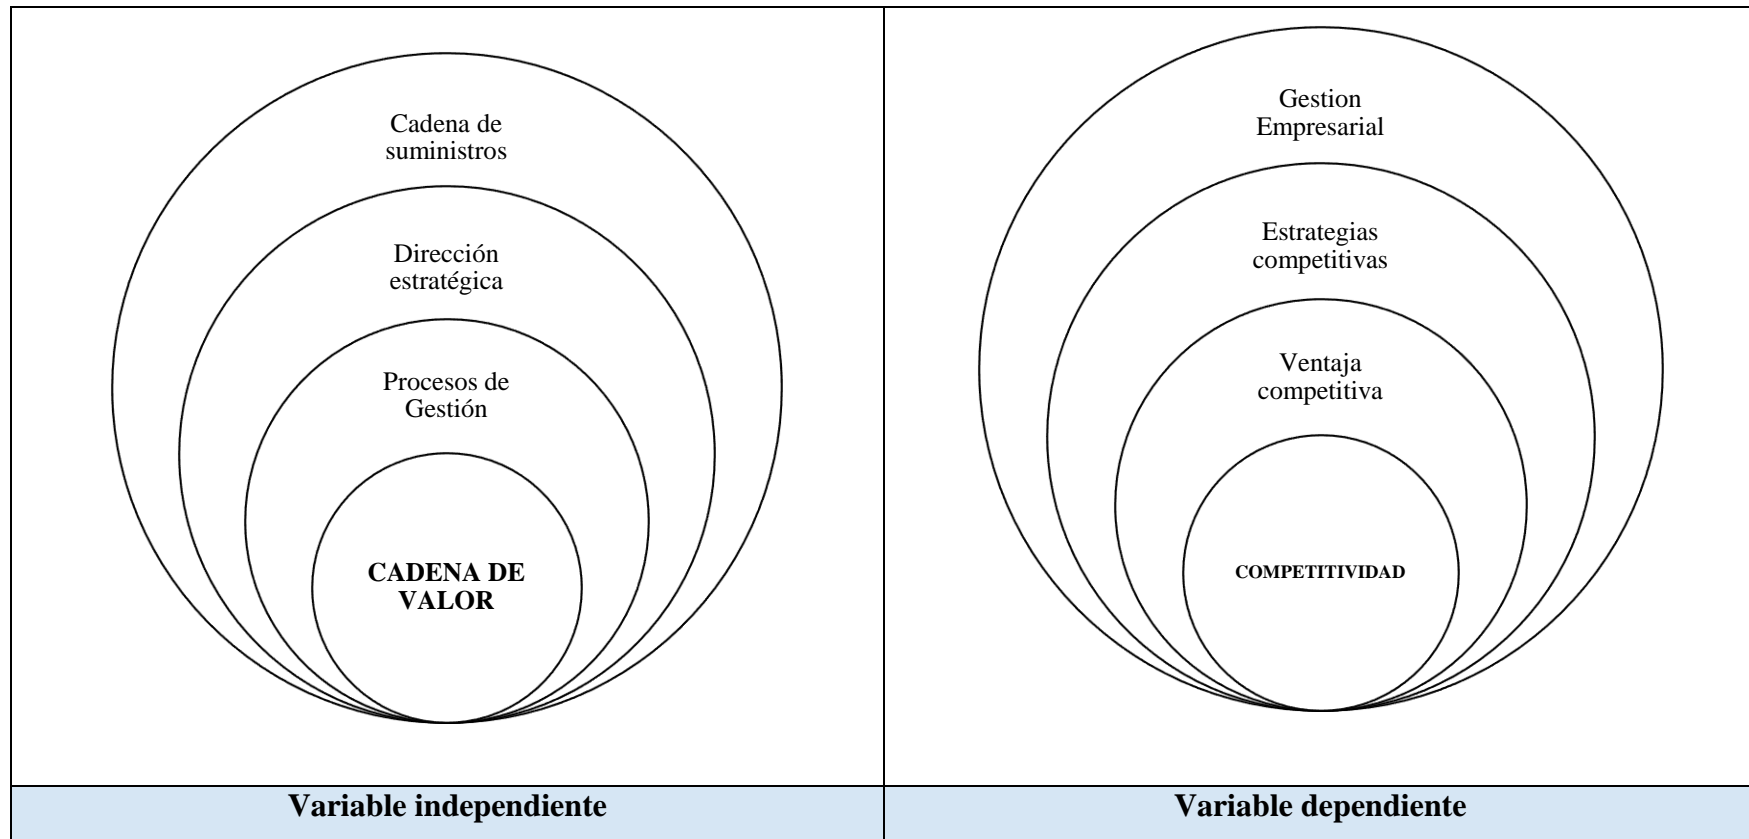 Cadena de
suministros
Dirección
estratégica
Procesos de
Gestión
CADENA DE
VALOR
Variable independiente
Gestion
Empresarial
Estrategias
competitivas
Ventaja
competitiva
COMPETITIVIDAD
Variable dependiente